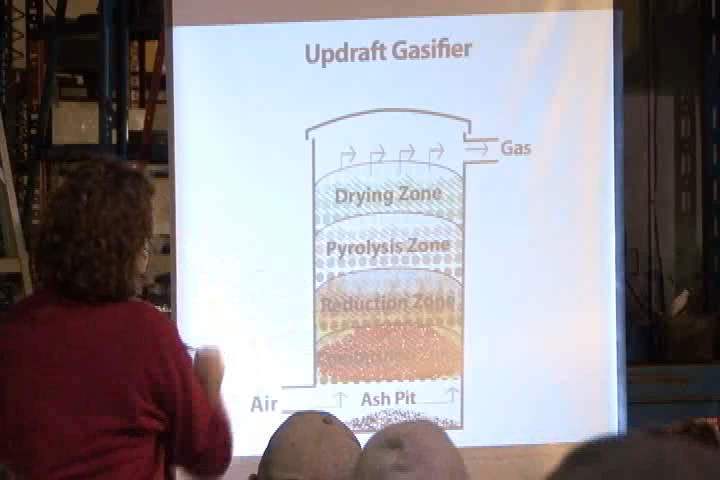 Updraft Gasifier
Gas
Drying Zone
Pyrolysis Zone
Reduction Zone
Air
Ash Pit